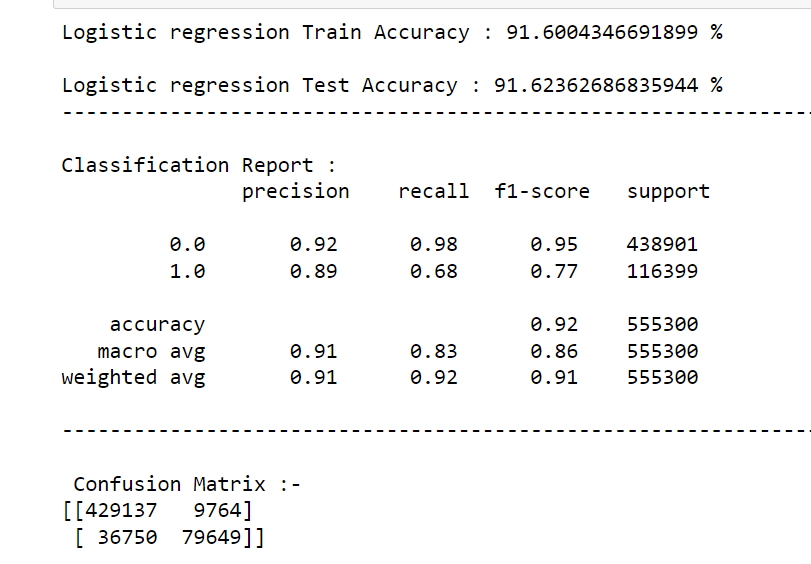 Logistic regression Train Accuracy : 91.6004346691899 %
Logistic regression Test Accuracy : 91.62362686835944 %
--------------------------------------------------------------
Classification Report :
precision recall f1-score support
0.0 0.92 0.98 0.95 438901
1.0 0.89 0.68 0.77 116399
accuracy 0.92 555300
macro avg 0.91 0.83 0.86 555300
weighted avg 0.91 0.92 0.91 555300
--------------------------------------------------------------
Confusion Matrix :-
[[429137 9764]
[ 36750 79649]]